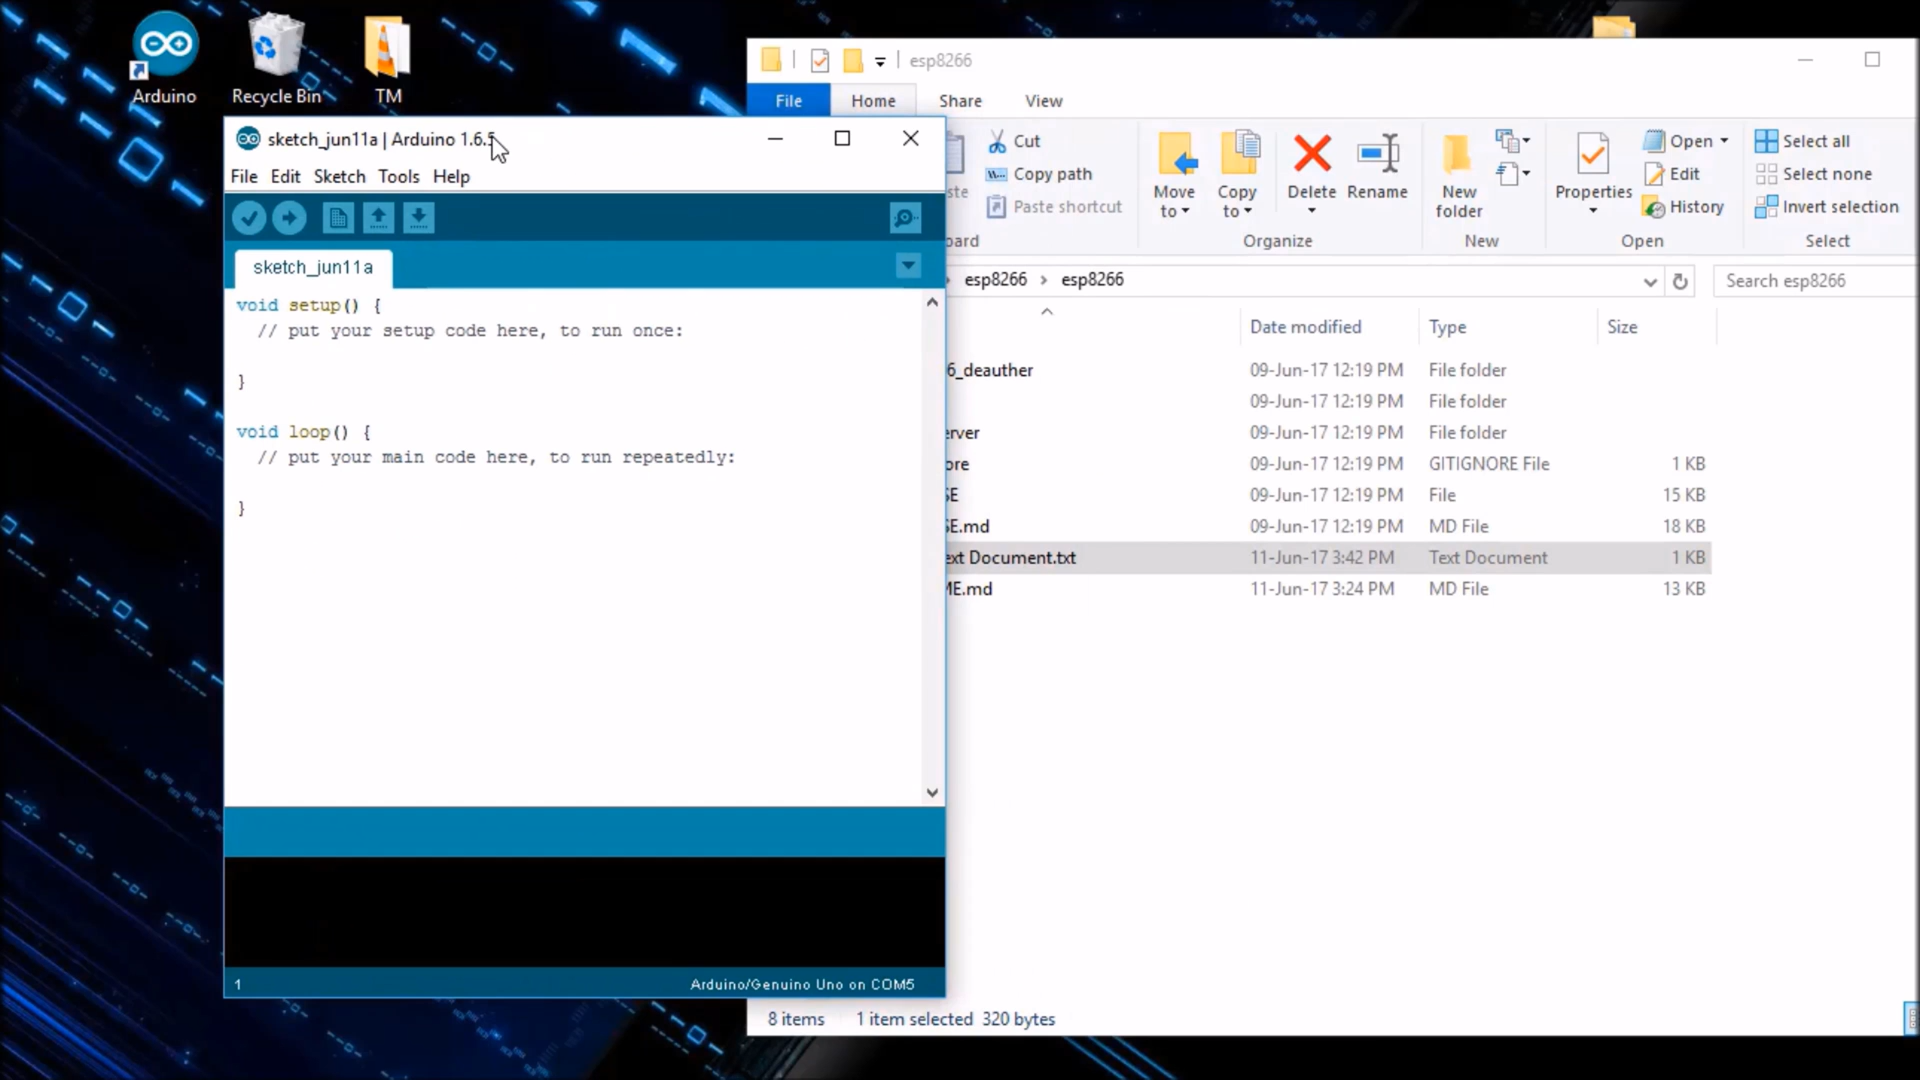 Arduino
Recycle Bin
TM
esp8266
File Home Share View
Cut
Copy path
Paste shortcut
Move to
Copy to
Delete
Rename
New folder
Properties
Open
Edit
History
Select all
Select none
Invert selection
Organize
New
Open
Select
esp8266 > esp8266
Search esp8266
Date modified Type Size
6_deauther 09-Jun-17 12:19 PM File folder
09-Jun-17 12:19 PM File folder
erver 09-Jun-17 12:19 PM File folder
ore 09-Jun-17 12:19 PM GITIGNORE File 1 KB
SE 09-Jun-17 12:19 PM File 15 KB
SE.md 09-Jun-17 12:19 PM MD File 18 KB
ext Document.txt 11-Jun-17 3:42 PM Text Document 1 KB
ME.md 11-Jun-17 3:24 PM MD File 13 KB
8 items 1 item selected 320 bytes
sketch_jun11a | Arduino 1.6.5
File Edit Sketch Tools Help
sketch_jun11a
void setup() {
// put your setup code here, to run once:
}
void loop() {
// put your main code here, to run repeatedly:
}
1 Arduino/Genuino Uno on COM5